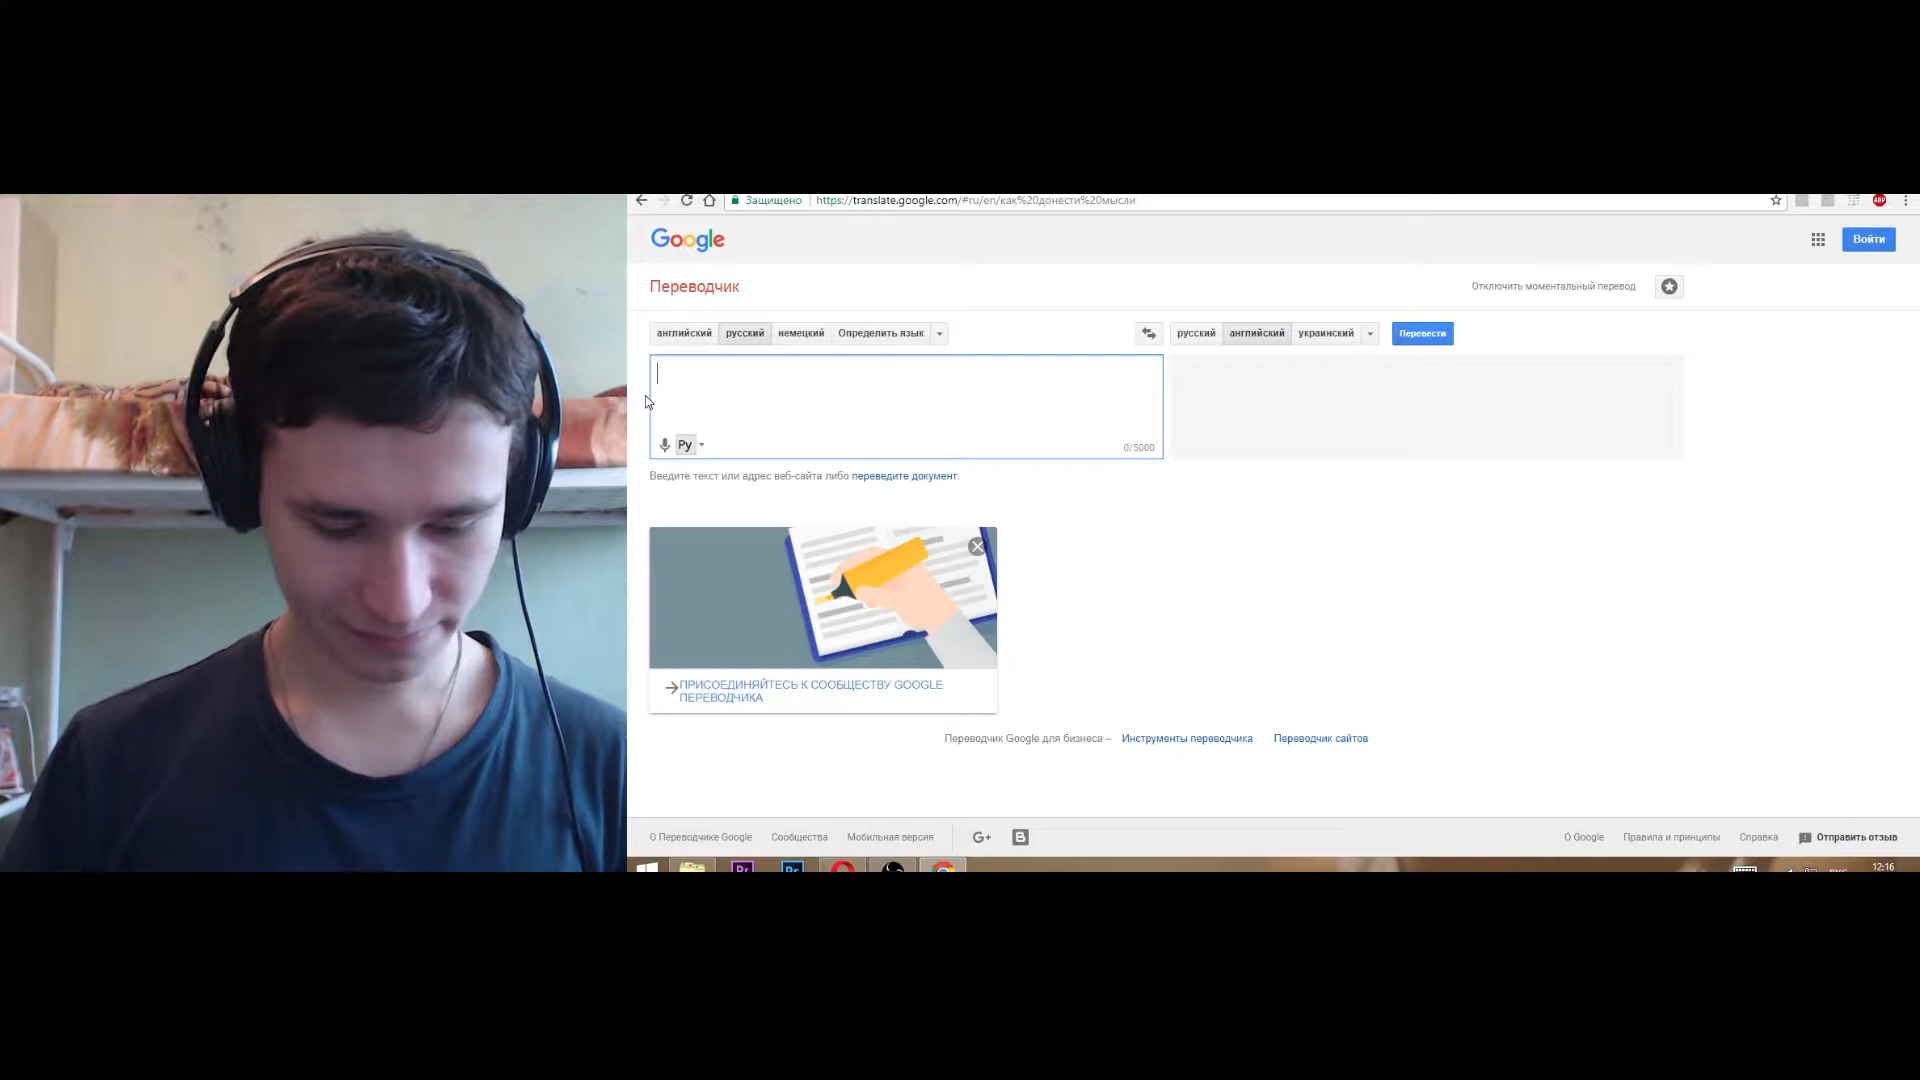 Защищено https://translate.google.com/#ru/en/как%20донести%20мысли
ABP
Google
Войти
Переводчик
Отключить моментальный перевод
английский русский немецкий Определить язык
русский английский украинский Перевести
Ру
0/5000
Введите текст или адрес веб-сайта либо переведите документ.
ПРИСОЕДИНЯЙТЕСЬ К СООБЩЕСТВУ GOOGLE
ПЕРЕВОДЧИКА
Переводчик Google для бизнеса – Инструменты переводчика Переводчик сайтов
О Переводчике Google Сообщества Мобильная версия G+
О Google Правила и принципы Справка Отправить отзыв
Pr Ps
12:16